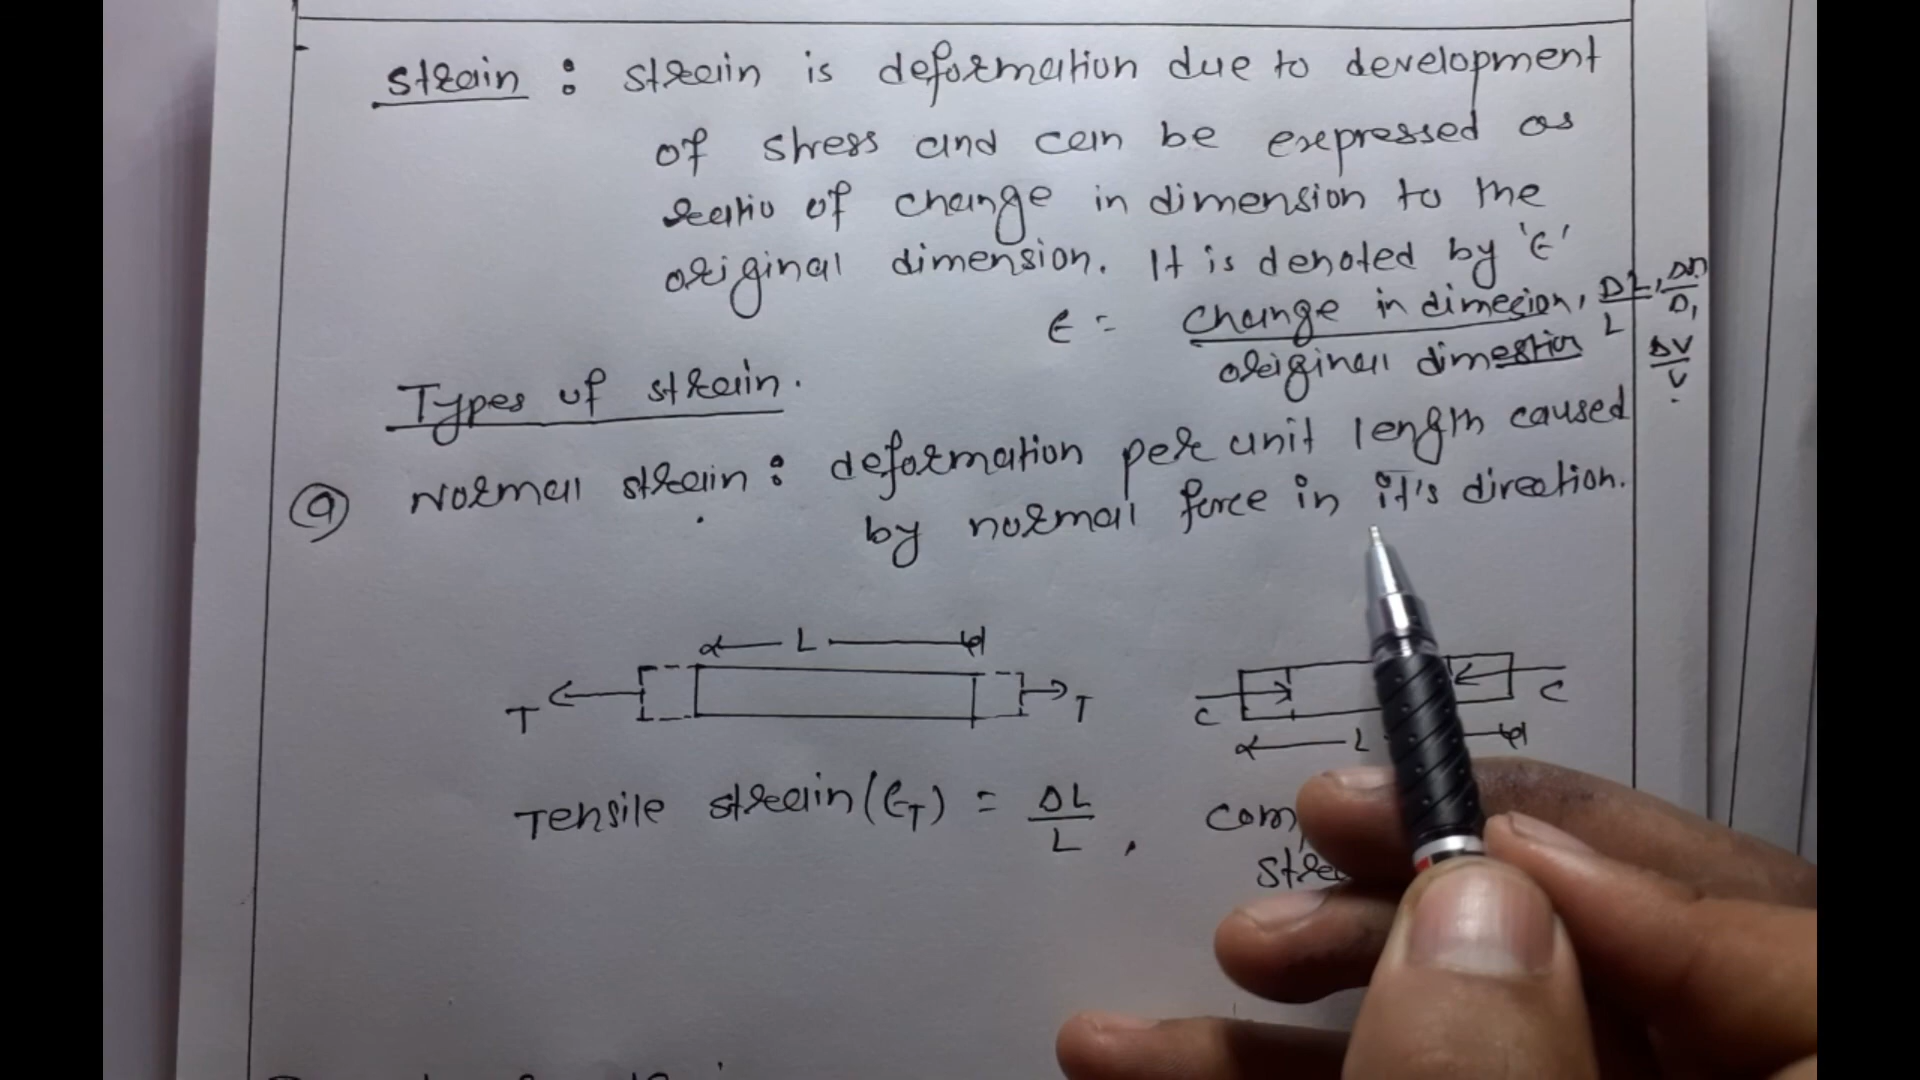 Strain : Strain is deformation due to development
of stress and can be expressed as
ratio of change in dimension to the
original dimension. It is denoted by 'ϵ'
ϵ = change in dimesion, ΔL/L, ΔD/D,
original dimestion ΔV/V
Types of strain.
a Normal strain : deformation per unit length caused
by normal force in it's direction.
L
T T
C C
L
Tensile strain (ϵT) = ΔL/L ,